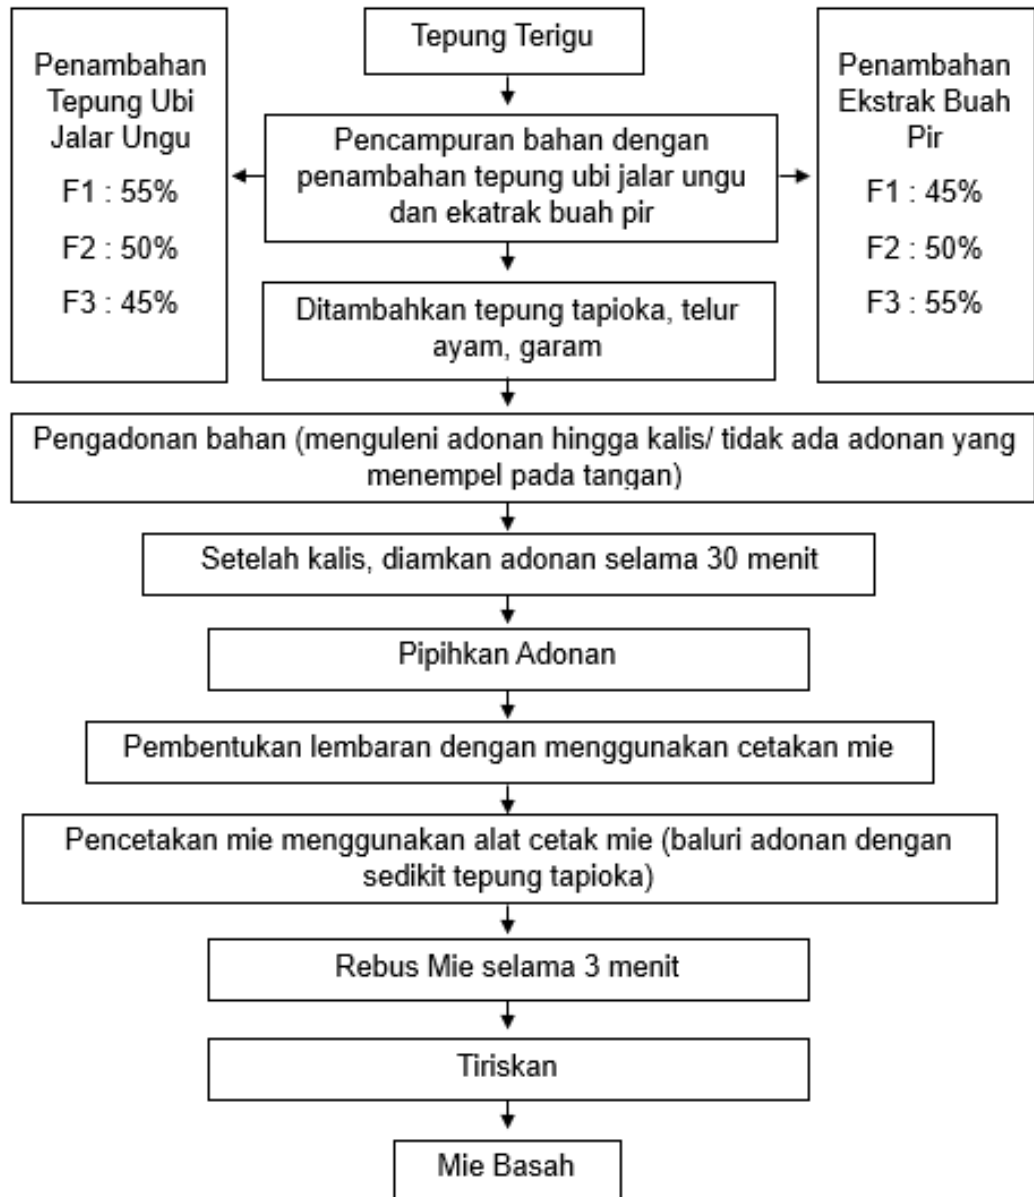 Tepung Terigu
Penambahan
Tepung Ubi
Jalar Ungu
F1 : 55%
F2 : 50%
F3 : 45%
Pencampuran bahan dengan
penambahan tepung ubi jalar ungu
dan ekatrak buah pir
Penambahan
Ekstrak Buah
Pir
F1 : 45%
F2 : 50%
F3 : 55%
Ditambahkan tepung tapioka, telur
ayam, garam
Pengadonan bahan (menguleni adonan hingga kalis/ tidak ada adonan yang
menempel pada tangan)
Setelah kalis, diamkan adonan selama 30 menit
Pipihkan Adonan
Pembentukan lembaran dengan menggunakan cetakan mie
Pencetakan mie menggunakan alat cetak mie (baluri adonan dengan
sedikit tepung tapioka)
Rebus Mie selama 3 menit
Tiriskan
Mie Basah